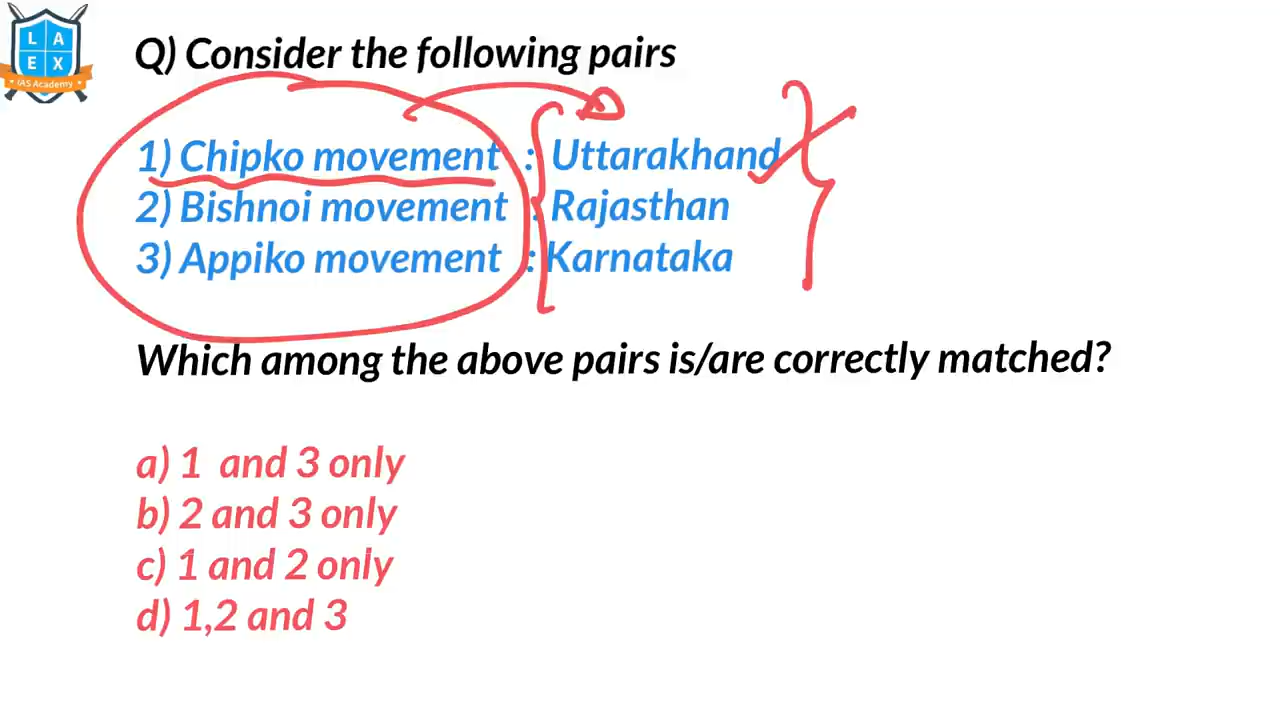 LA
EX
IAS Academy
Q) Consider the following pairs
1) Chipko movement : Uttarakhand
2) Bishnoi movement : Rajasthan
3) Appiko movement : Karnataka
Which among the above pairs is/are correctly matched?
a) 1 and 3 only
b) 2 and 3 only
c) 1 and 2 only
d) 1,2 and 3